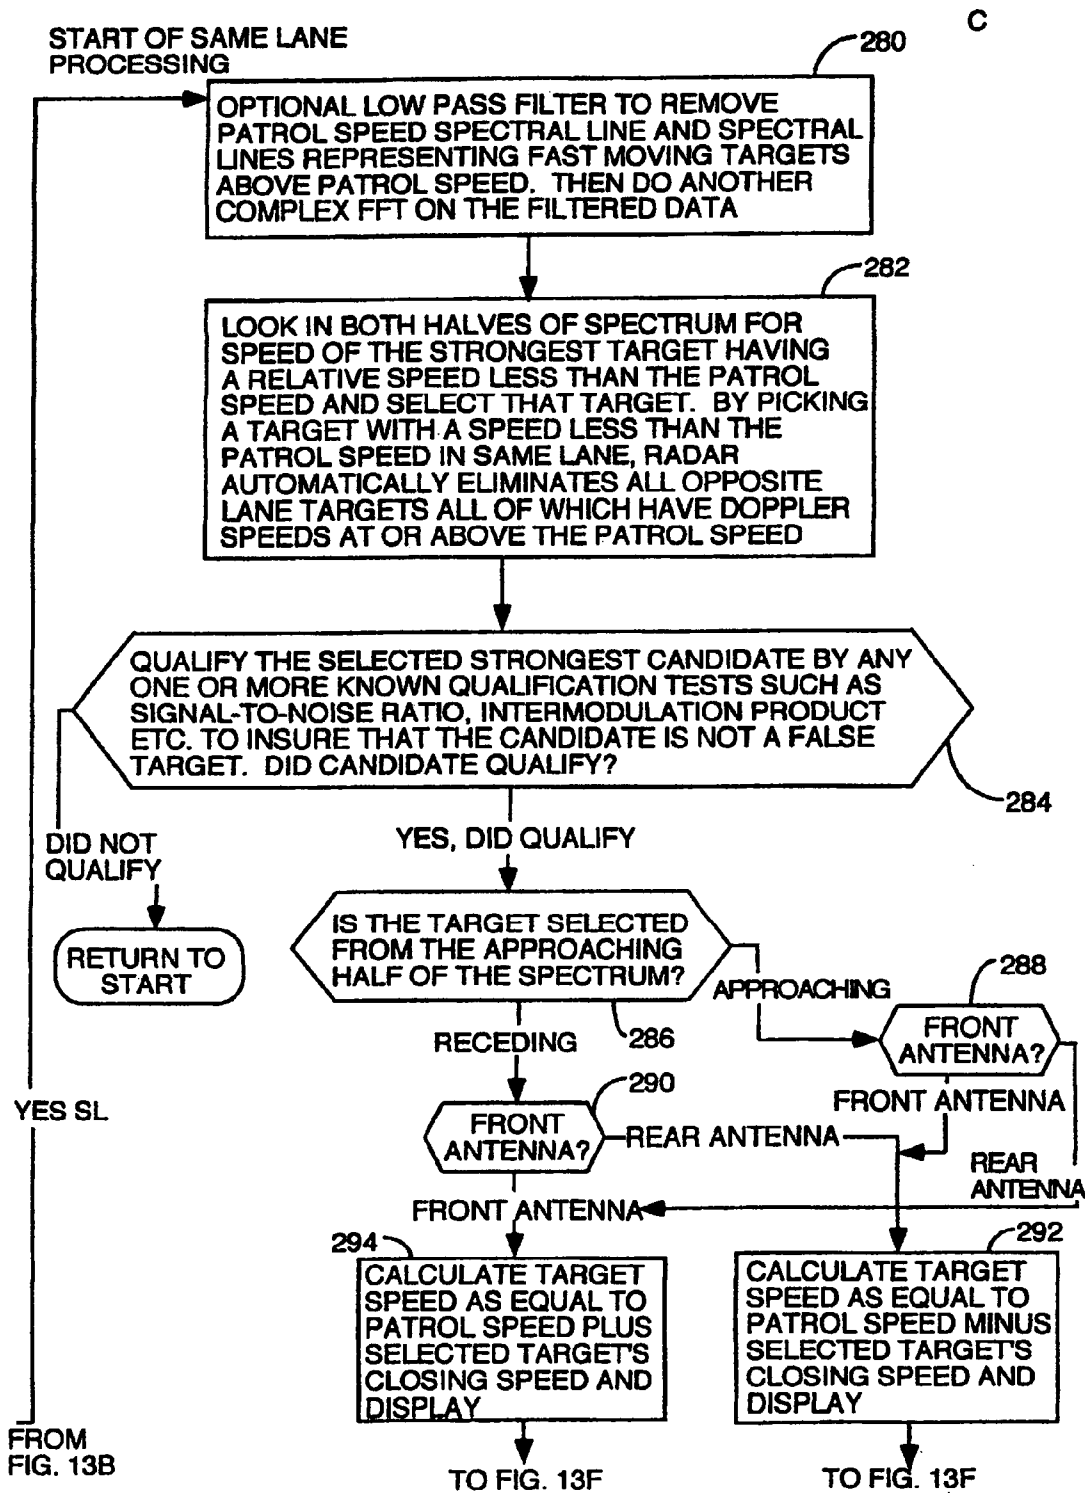 C
START OF SAME LANE
PROCESSING
280
OPTIONAL LOW PASS FILTER TO REMOVE
PATROL SPEED SPECTRAL LINE AND SPECTRAL
LINES REPRESENTING FAST MOVING TARGETS
ABOVE PATROL SPEED. THEN DO ANOTHER
COMPLEX FFT ON THE FILTERED DATA
282
LOOK IN BOTH HALVES OF SPECTRUM FOR
SPEED OF THE STRONGEST TARGET HAVING
A RELATIVE SPEED LESS THAN THE PATROL
SPEED AND SELECT THAT TARGET. BY PICKING
A TARGET WITH A SPEED LESS THAN THE
PATROL SPEED IN SAME LANE, RADAR
AUTOMATICALLY ELIMINATES ALL OPPOSITE
LANE TARGETS ALL OF WHICH HAVE DOPPLER
SPEEDS AT OR ABOVE THE PATROL SPEED
QUALIFY THE SELECTED STRONGEST CANDIDATE BY ANY
ONE OR MORE KNOWN QUALIFICATION TESTS SUCH AS
SIGNAL-TO-NOISE RATIO, INTERMODULATION PRODUCT
ETC. TO INSURE THAT THE CANDIDATE IS NOT A FALSE
TARGET. DID CANDIDATE QUALIFY?
284
DID NOT
QUALIFY
YES, DID QUALIFY
RETURN TO
START
IS THE TARGET SELECTED
FROM THE APPROACHING
HALF OF THE SPECTRUM?
286
APPROACHING
288
FRONT
ANTENNA?
RECEDING
290
FRONT
ANTENNA?
FRONT ANTENNA
REAR ANTENNA
REAR
ANTENNA
YES SL
FRONT ANTENNA
294
CALCULATE TARGET
SPEED AS EQUAL TO
PATROL SPEED PLUS
SELECTED TARGET'S
CLOSING SPEED AND
DISPLAY
292
CALCULATE TARGET
SPEED AS EQUAL TO
PATROL SPEED MINUS
SELECTED TARGET'S
CLOSING SPEED AND
DISPLAY
FROM
FIG. 13B
TO FIG. 13F
TO FIG. 13F